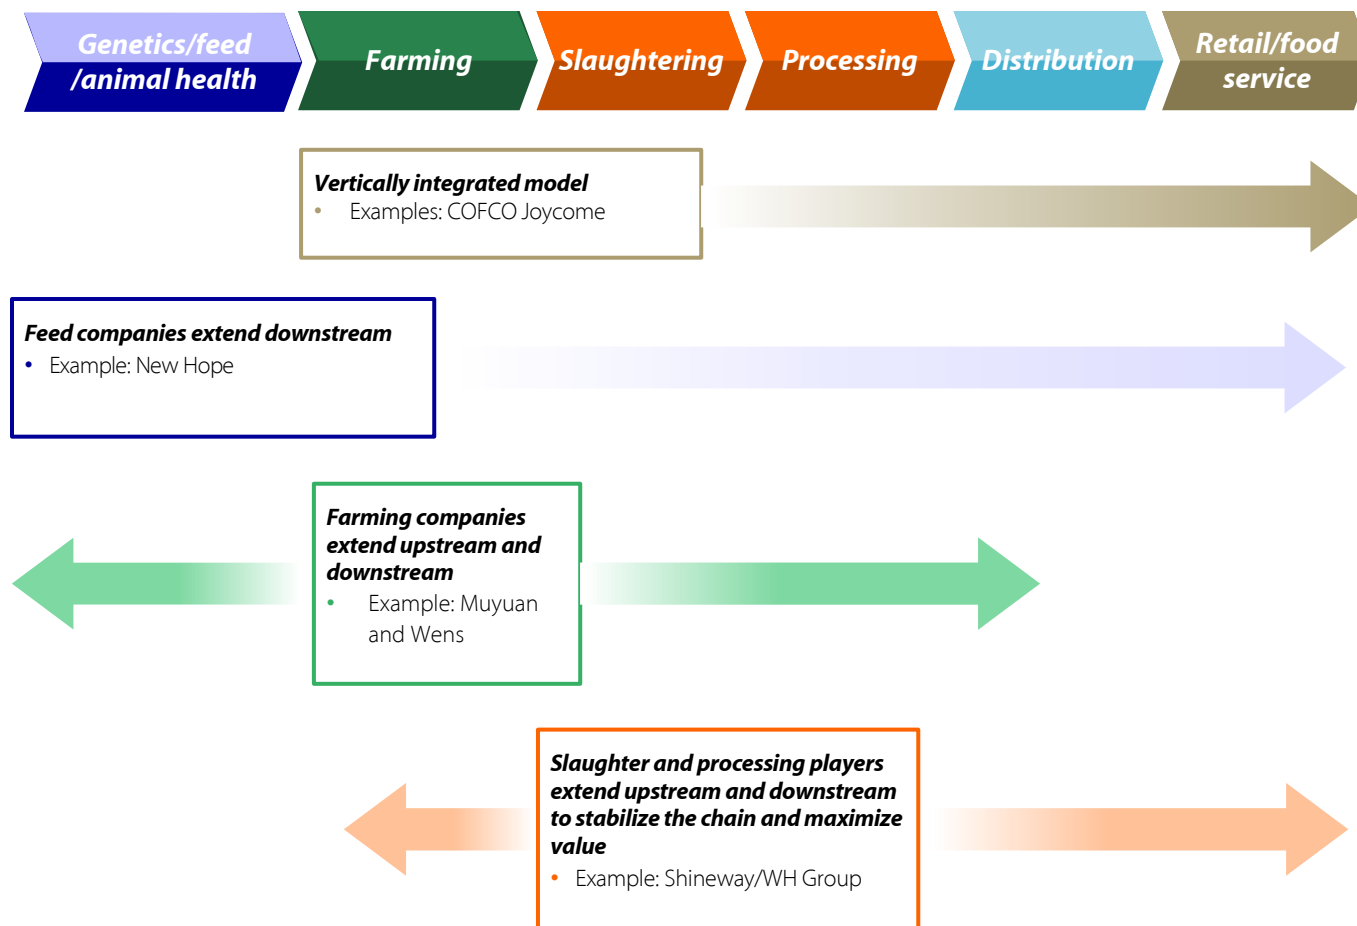 Genetics/feed
/animal health
Farming
Slaughtering
Processing
Distribution
Retail/food
service
Vertically integrated model
• Examples: COFCO Joycome
Feed companies extend downstream
• Example: New Hope
Farming companies
extend upstream and
downstream
• Example: Muyuan
and Wens
Slaughter and processing players
extend upstream and downstream
to stabilize the chain and maximize
value
• Example: Shineway/WH Group